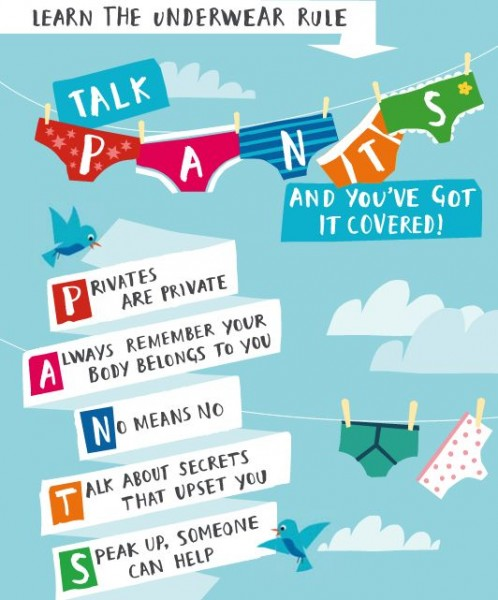 LEARN THE UNDERWEAR RULE
TALK
PANTS
AND YOU'VE GOT
IT COVERED!
PRIVATES
ARE PRIVATE
ALWAYS REMEMBER YOUR
BODY BELONGS TO YOU
NO MEANS NO
TALK ABOUT SECRETS
THAT UPSET YOU
SPEAK UP, SOMEONE
CAN HELP